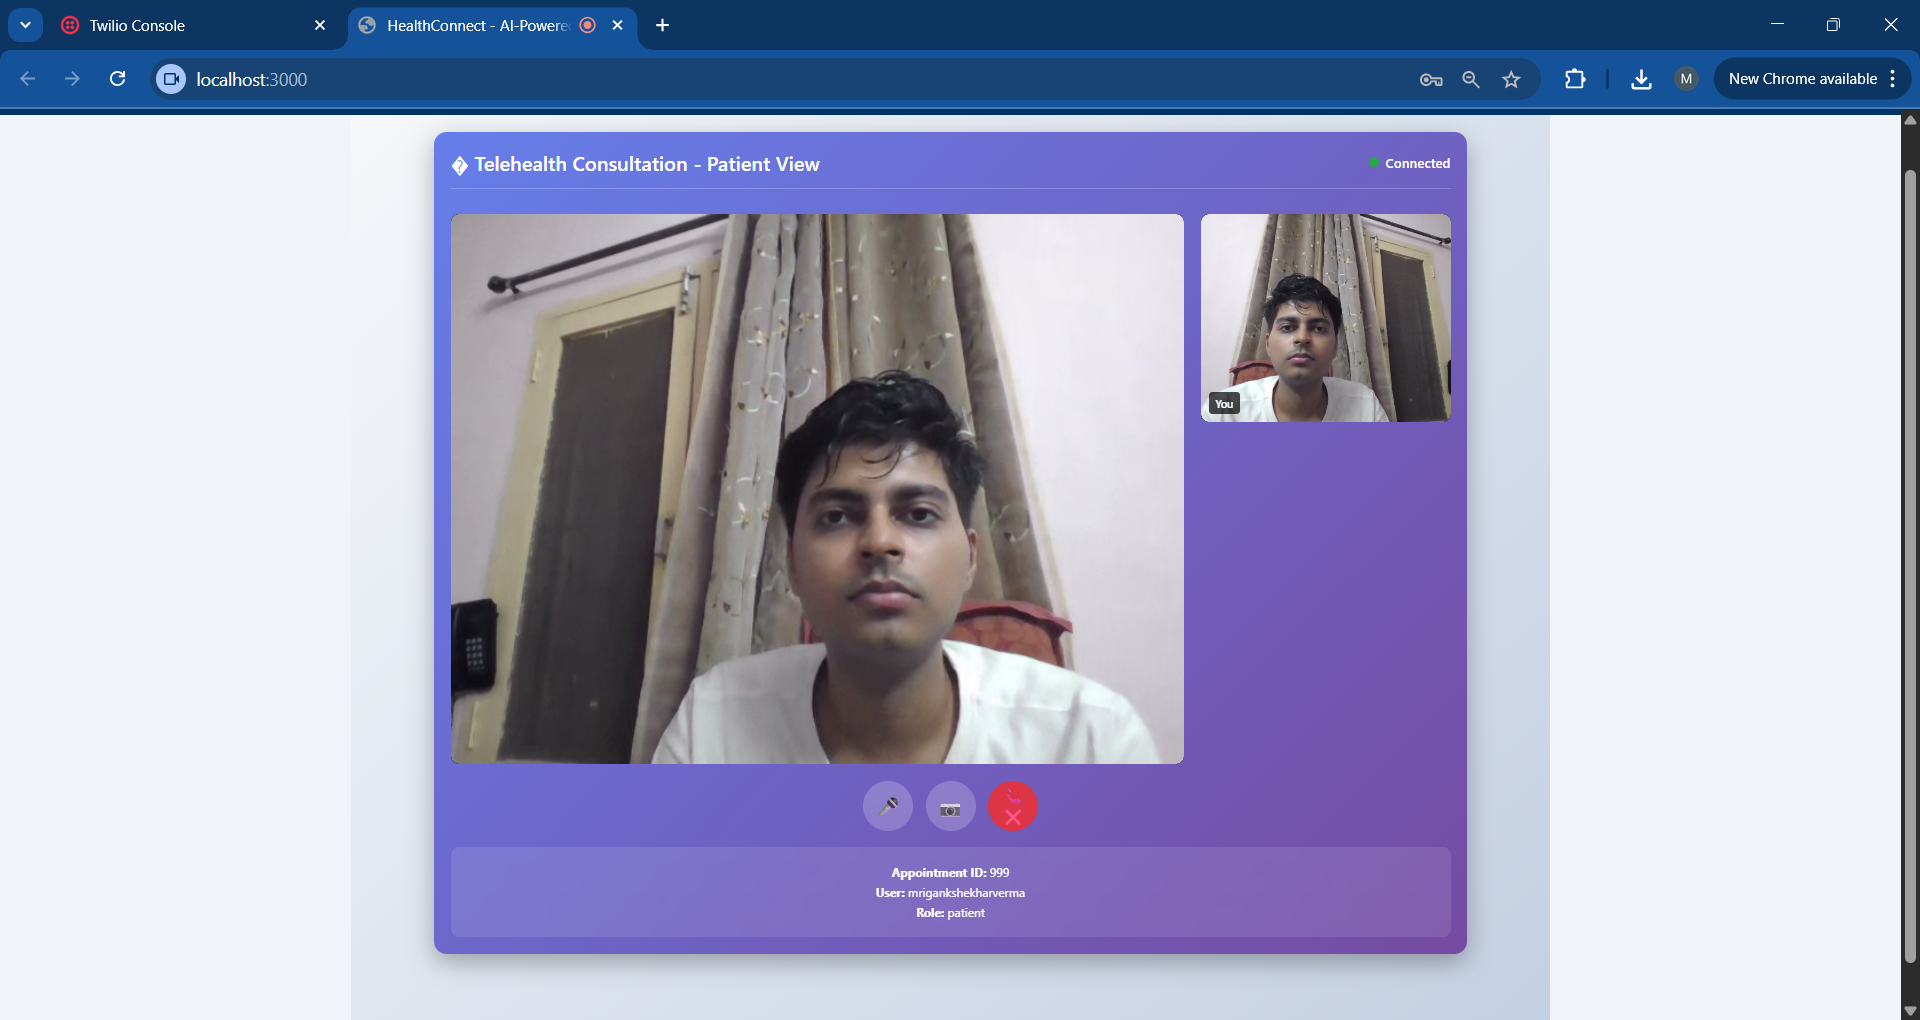 Twilio Console
HealthConnect - AI-Powere
localhost:3000
M
New Chrome available
Telehealth Consultation - Patient View
Connected
You
Appointment ID: 999
User: mrigankshekharverma
Role: patient